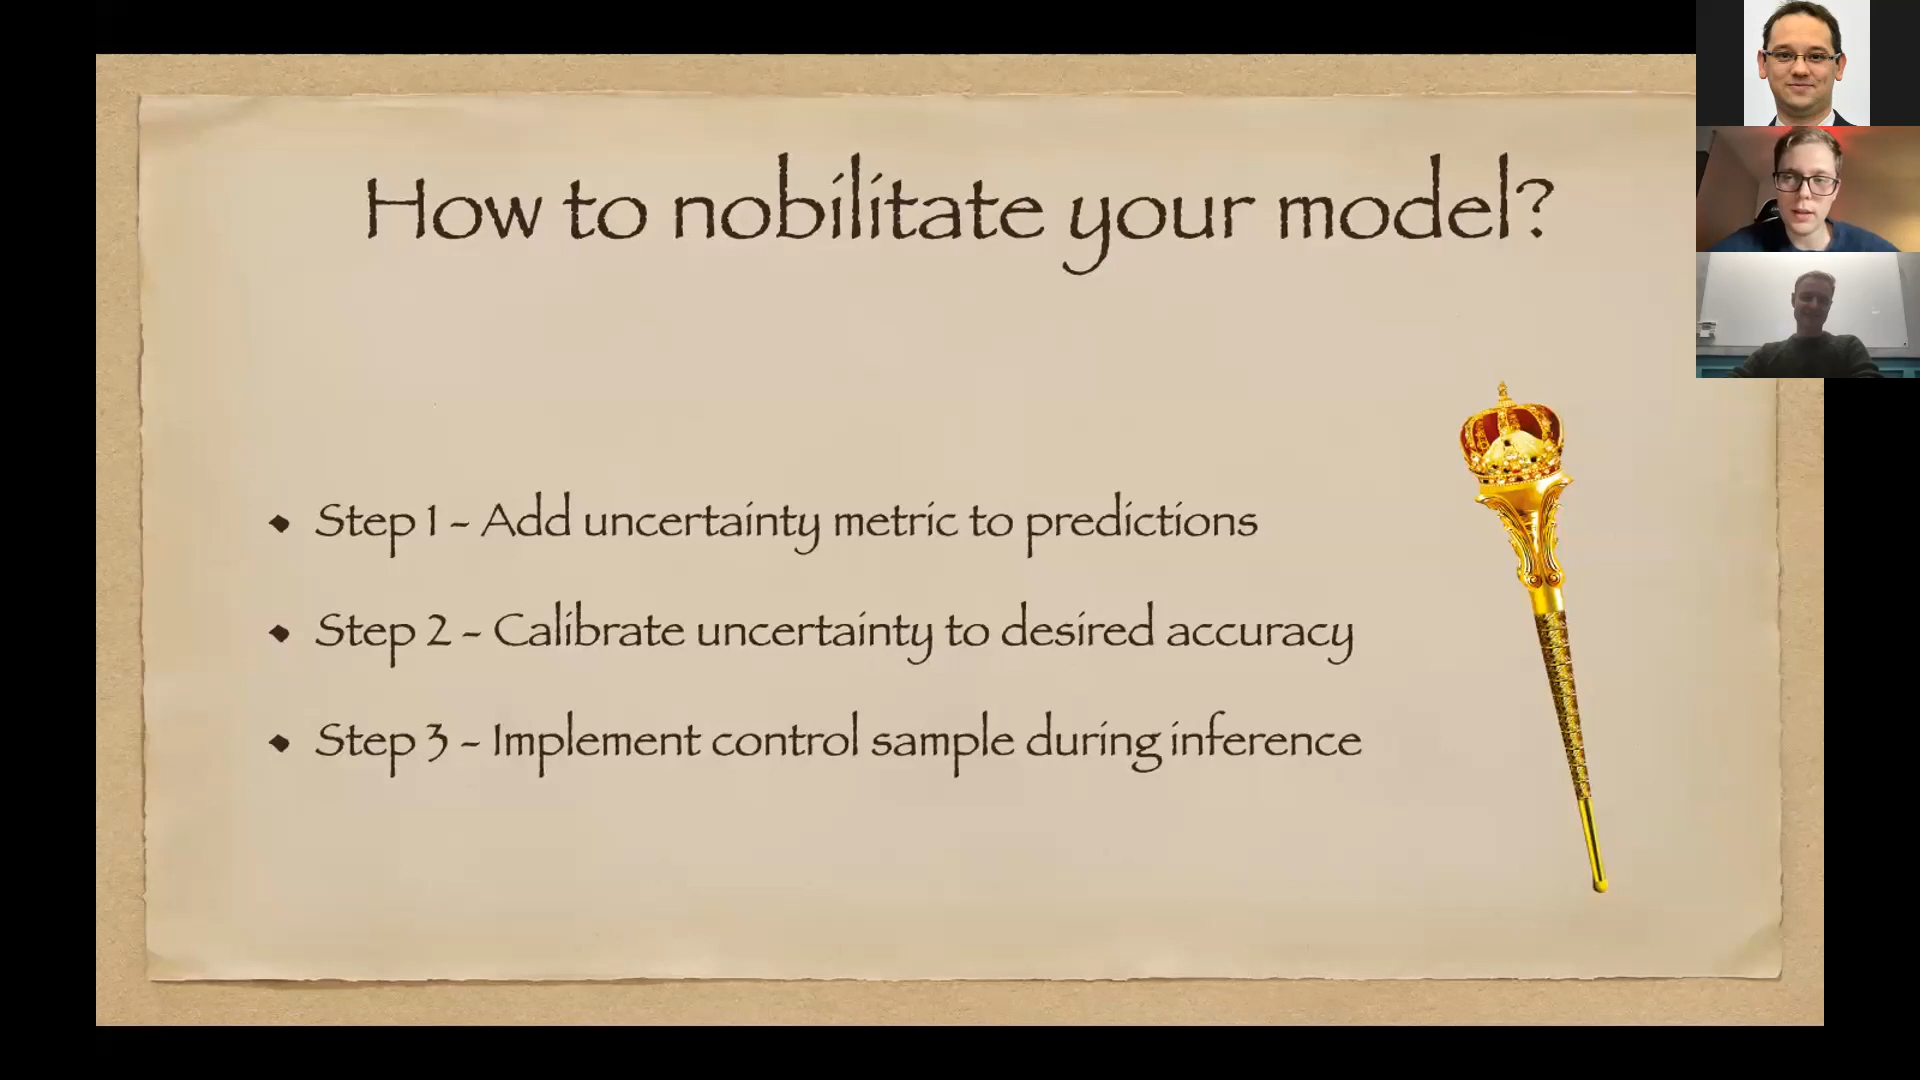 How to nobilitate your model?
◆ Step 1 - Add uncertainty metric to predictions
◆ Step 2 - Calibrate uncertainty to desired accuracy
◆ Step 3 - Implement control sample during inference